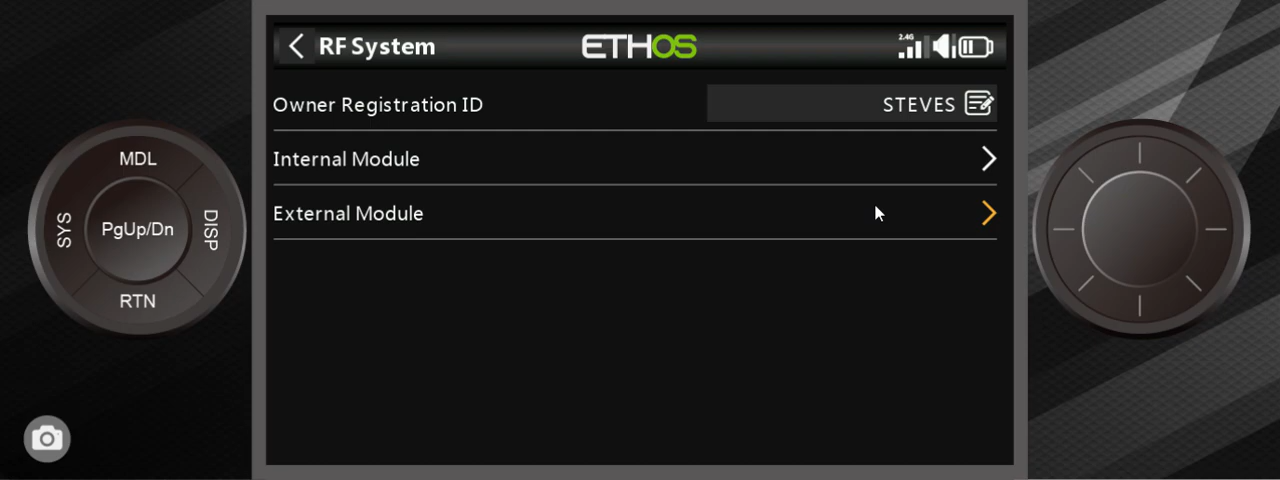 RF System
ETHOS
2.4G
Owner Registration ID
STEVES
Internal Module
External Module
MDL
SYS
PgUp/Dn
DISP
RTN